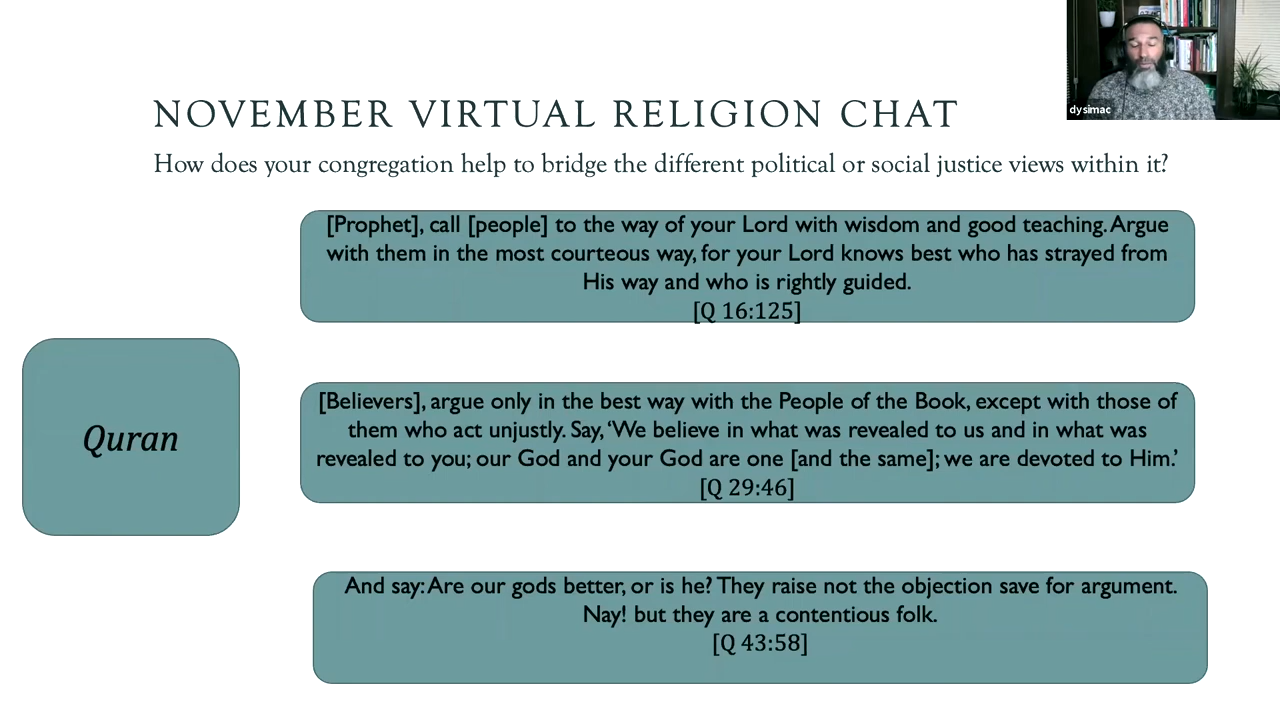 dysimac
NOVEMBER VIRTUAL RELIGION CHAT
How does your congregation help to bridge the different political or social justice views within it?
[Prophet], call [people] to the way of your Lord with wisdom and good teaching. Argue
with them in the most courteous way, for your Lord knows best who has strayed from
His way and who is rightly guided.
[Q 16:125]
Quran
[Believers], argue only in the best way with the People of the Book, except with those of
them who act unjustly. Say, ‘We believe in what was revealed to us and in what was
revealed to you; our God and your God are one [and the same]; we are devoted to Him.’
[Q 29:46]
And say: Are our gods better, or is he? They raise not the objection save for argument.
Nay! but they are a contentious folk.
[Q 43:58]